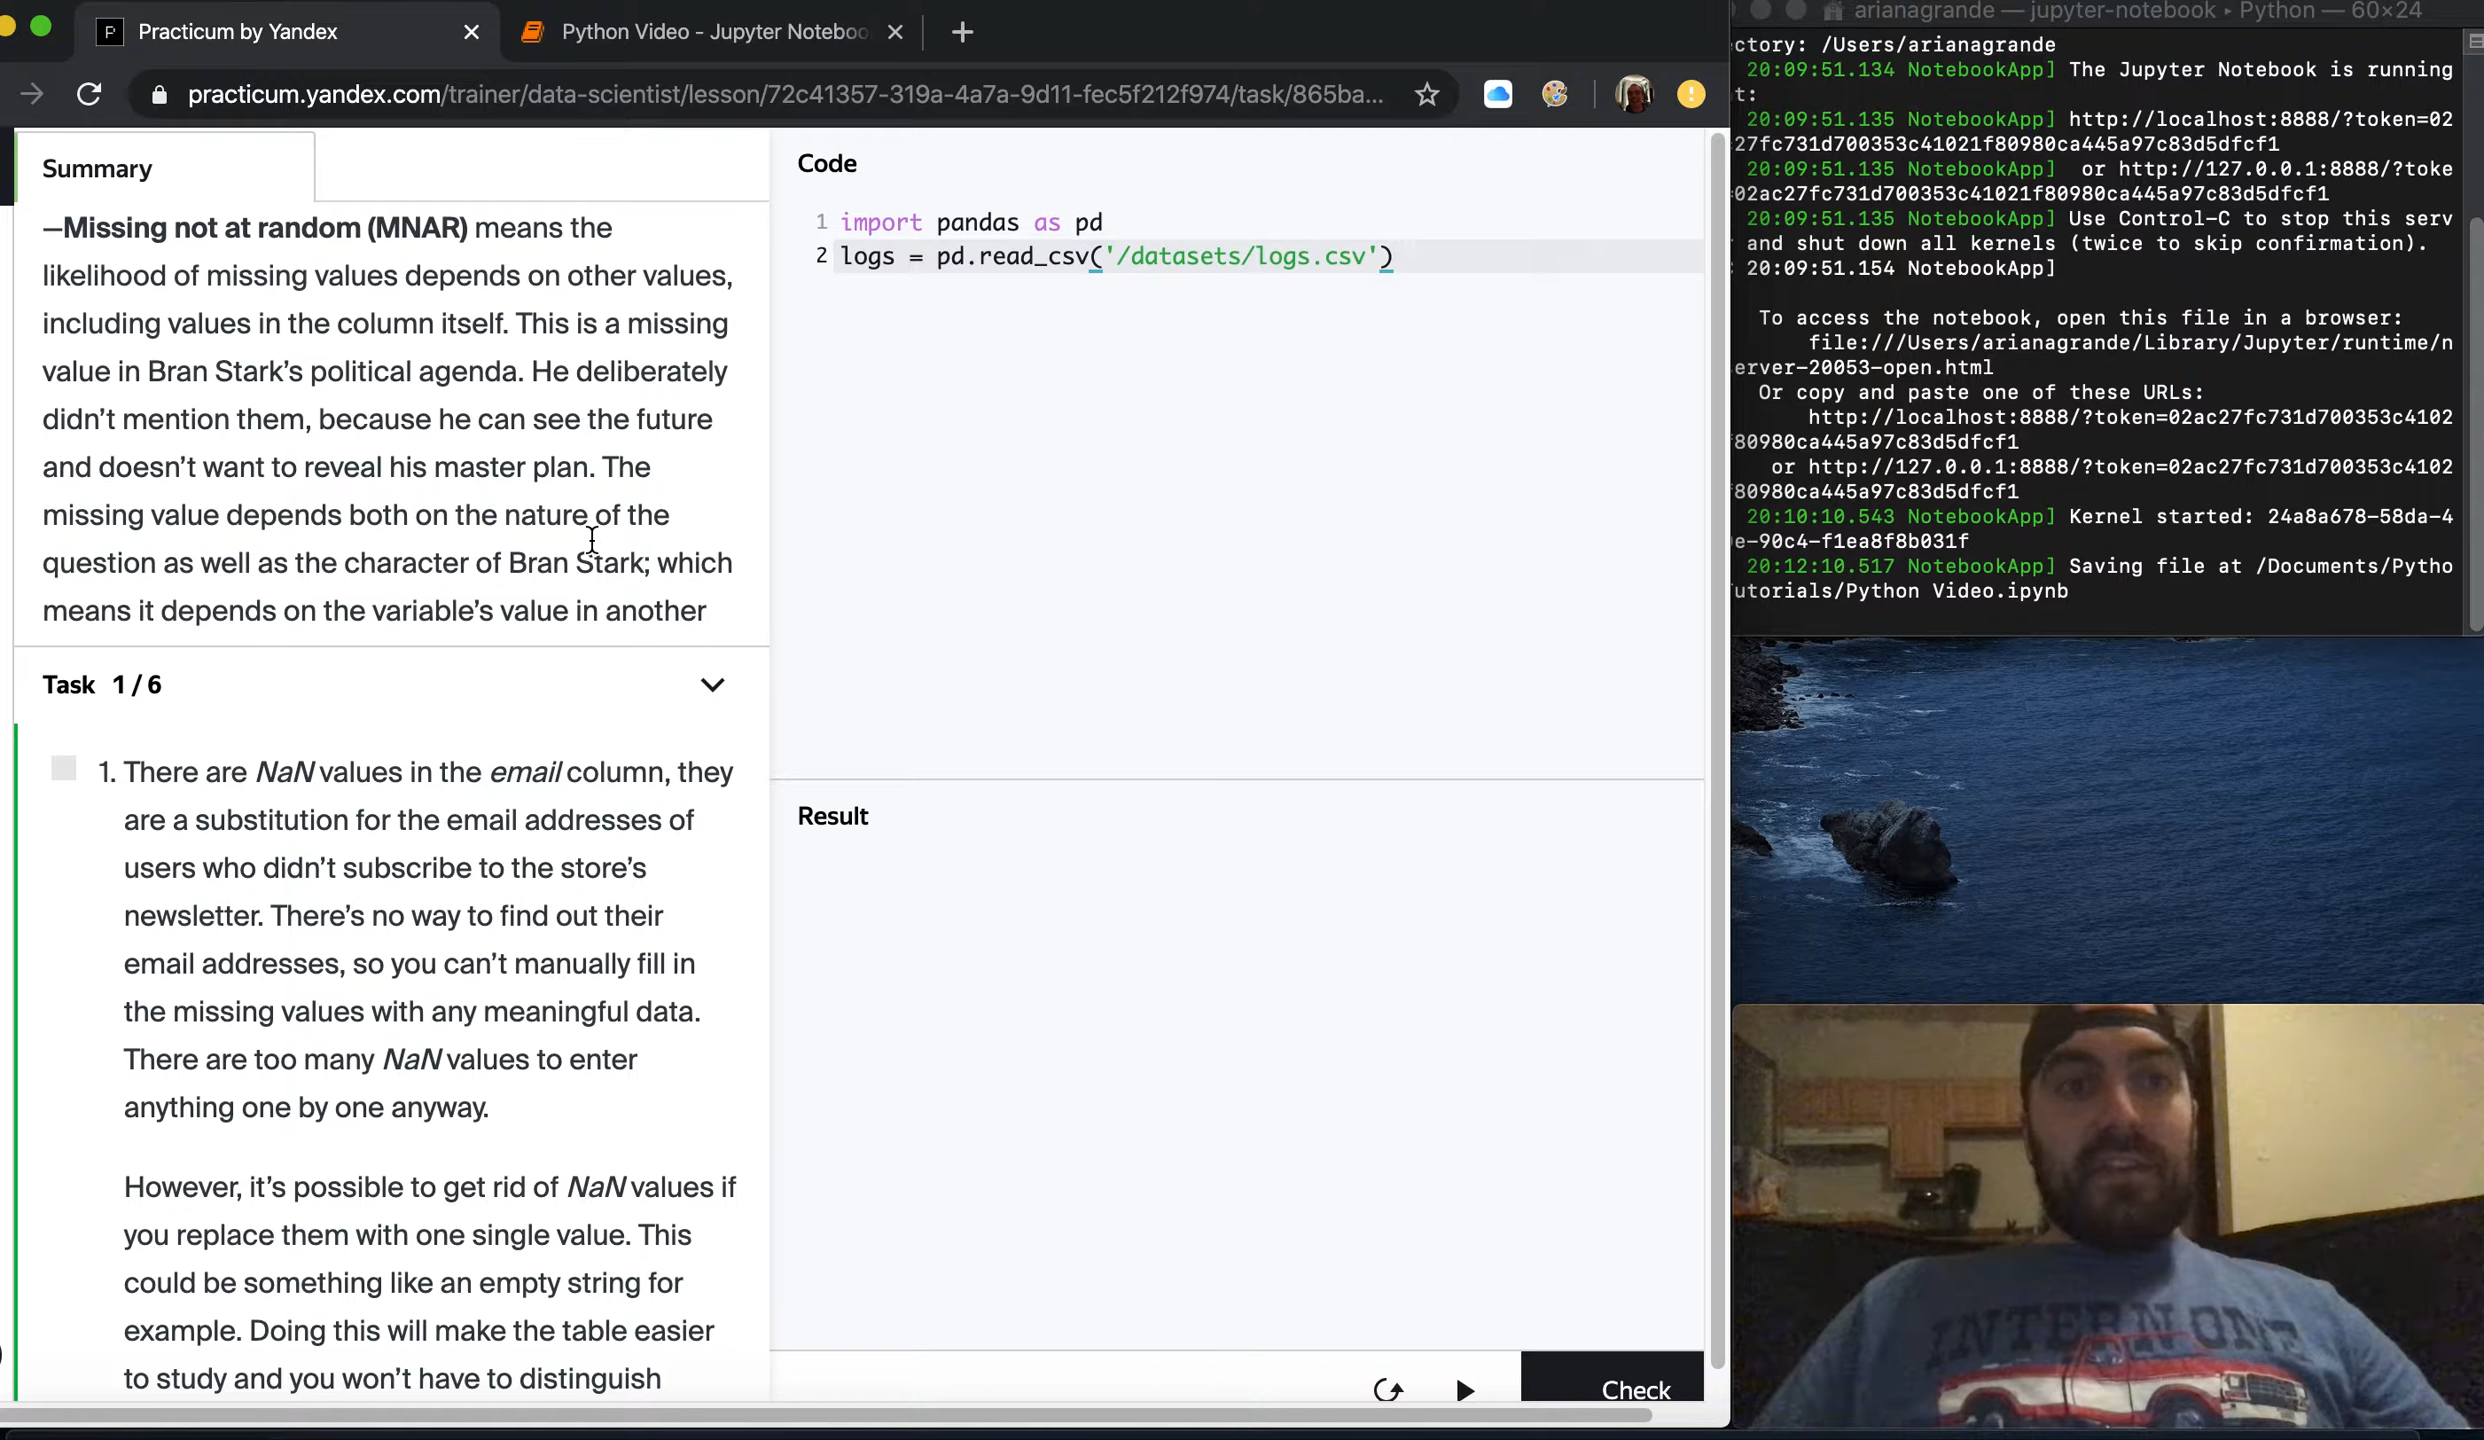 Practicum by Yandex
Python Video - Jupyter Noteboo
practicum.yandex.com/trainer/data-scientist/lesson/72c41357-319a-4a7a-9d11-fec5f212f974/task/865ba...
Summary
—Missing not at random (MNAR) means the
likelihood of missing values depends on other values,
including values in the column itself. This is a missing
value in Bran Stark's political agenda. He deliberately
didn't mention them, because he can see the future
and doesn't want to reveal his master plan. The
missing value depends both on the nature of the
question as well as the character of Bran Stark; which
means it depends on the variable's value in another
Task 1 / 6
1. There are NaN values in the email column, they
are a substitution for the email addresses of
users who didn't subscribe to the store's
newsletter. There's no way to find out their
email addresses, so you can't manually fill in
the missing values with any meaningful data.
There are too many NaN values to enter
anything one by one anyway.
However, it's possible to get rid of NaN values if
you replace them with one single value. This
could be something like an empty string for
example. Doing this will make the table easier
to study and you won't have to distinguish
Code
1 import pandas as pd
2 logs = pd.read_csv('/datasets/logs.csv')
Result
Check
arianagrande — jupyter-notebook ▸ Python — 60×24
ctory: /Users/arianagrande
20:09:51.134 NotebookApp] The Jupyter Notebook is running
t:
20:09:51.135 NotebookApp] http://localhost:8888/?token=02
27fc731d700353c41021f80980ca445a97c83d5dfcf1
20:09:51.135 NotebookApp]  or http://127.0.0.1:8888/?toke
=02ac27fc731d700353c41021f80980ca445a97c83d5dfcf1
20:09:51.135 NotebookApp] Use Control-C to stop this serv
and shut down all kernels (twice to skip confirmation).
20:09:51.154 NotebookApp]
To access the notebook, open this file in a browser:
file:///Users/arianagrande/Library/Jupyter/runtime/n
erver-20053-open.html
Or copy and paste one of these URLs:
http://localhost:8888/?token=02ac27fc731d700353c4102
f80980ca445a97c83d5dfcf1
or http://127.0.0.1:8888/?token=02ac27fc731d700353c4102
f80980ca445a97c83d5dfcf1
20:10:10.543 NotebookApp] Kernel started: 24a8a678-58da-4
e-90c4-f1ea8f8b031f
20:12:10.517 NotebookApp] Saving file at /Documents/Pytho
utorials/Python Video.ipynb